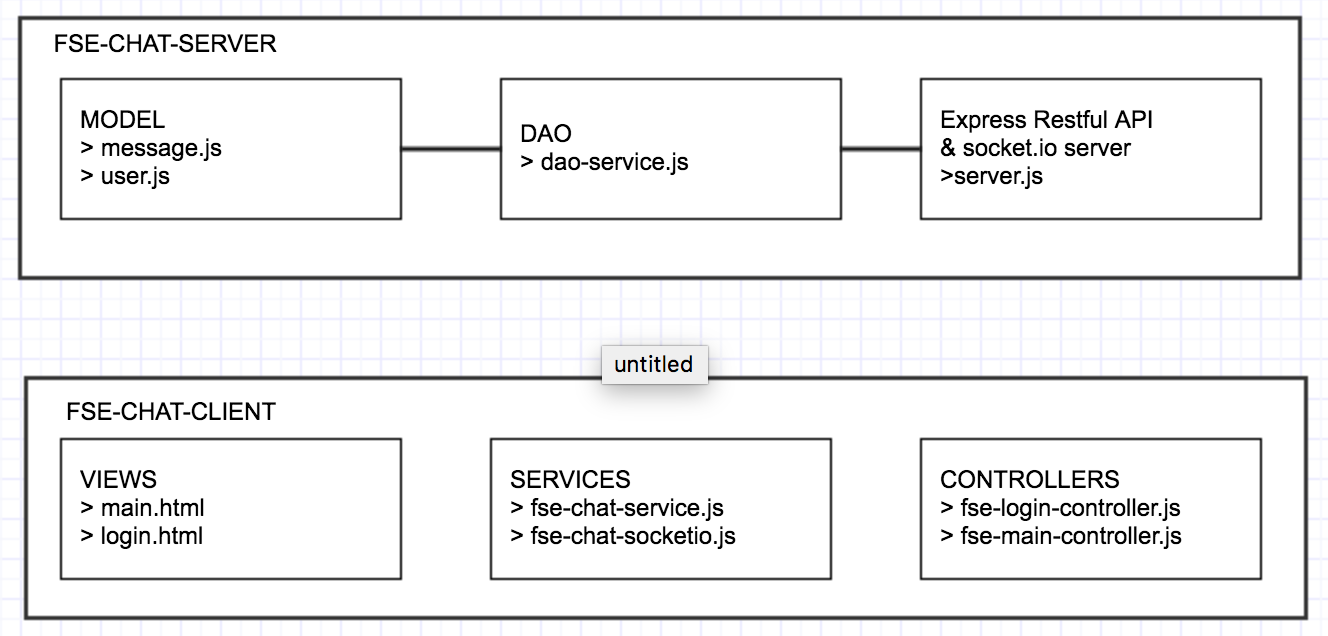 FSE-CHAT-SERVER
MODEL
> message.js
> user.js
DAO
> dao-service.js
Express Restful API
& socket.io server
>server.js
untitled
FSE-CHAT-CLIENT
VIEWS
> main.html
> login.html
SERVICES
> fse-chat-service.js
> fse-chat-socketio.js
CONTROLLERS
> fse-login-controller.js
> fse-main-controller.js